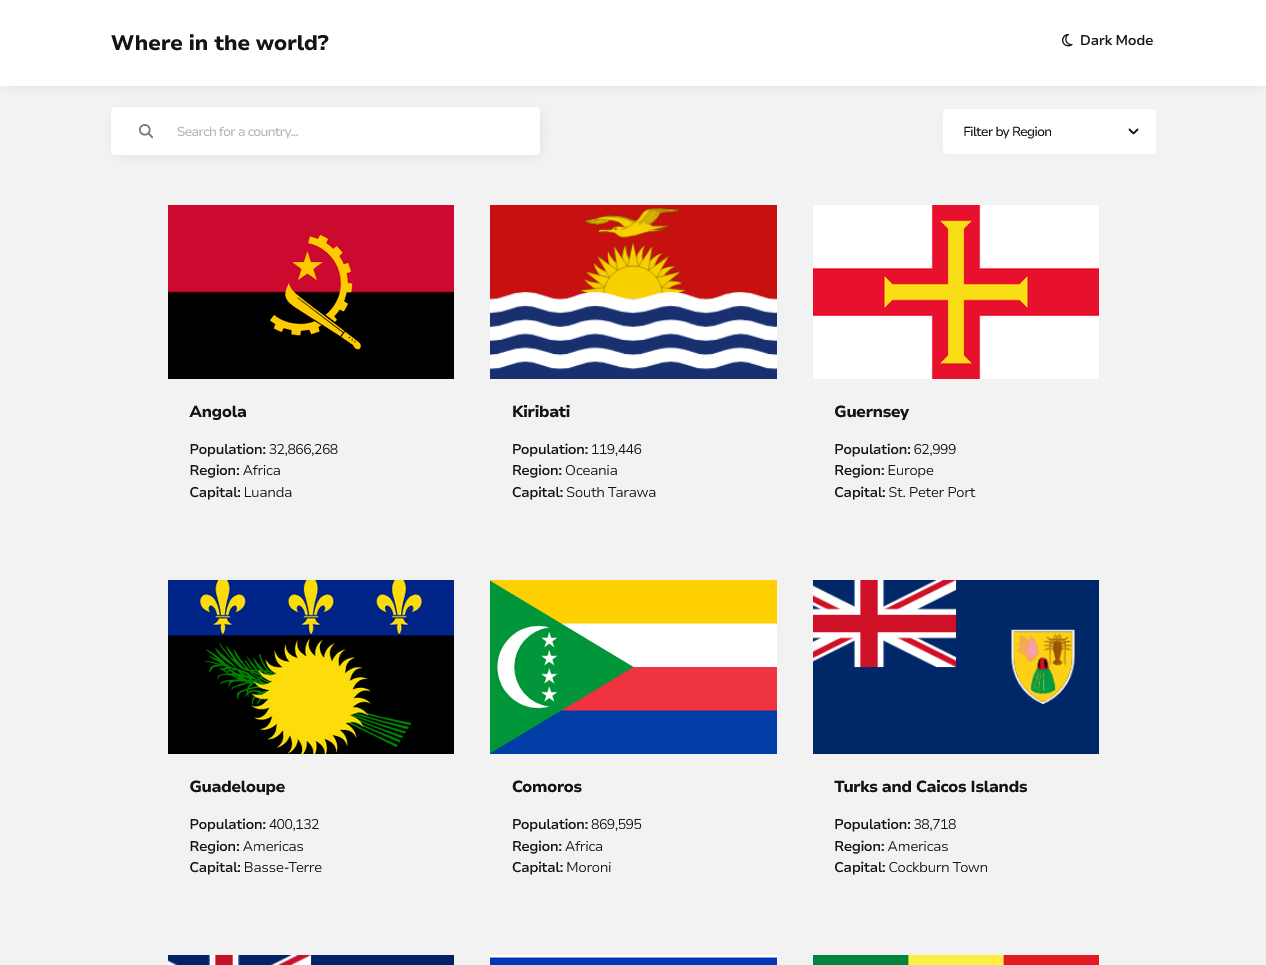 Where in the world?
Dark Mode
Search for a country...
Filter by Region
Angola
Population: 32,866,268
Region: Africa
Capital: Luanda
Kiribati
Population: 119,446
Region: Oceania
Capital: South Tarawa
Guernsey
Population: 62,999
Region: Europe
Capital: St. Peter Port
Guadeloupe
Population: 400,132
Region: Americas
Capital: Basse-Terre
Comoros
Population: 869,595
Region: Africa
Capital: Moroni
Turks and Caicos Islands
Population: 38,718
Region: Americas
Capital: Cockburn Town